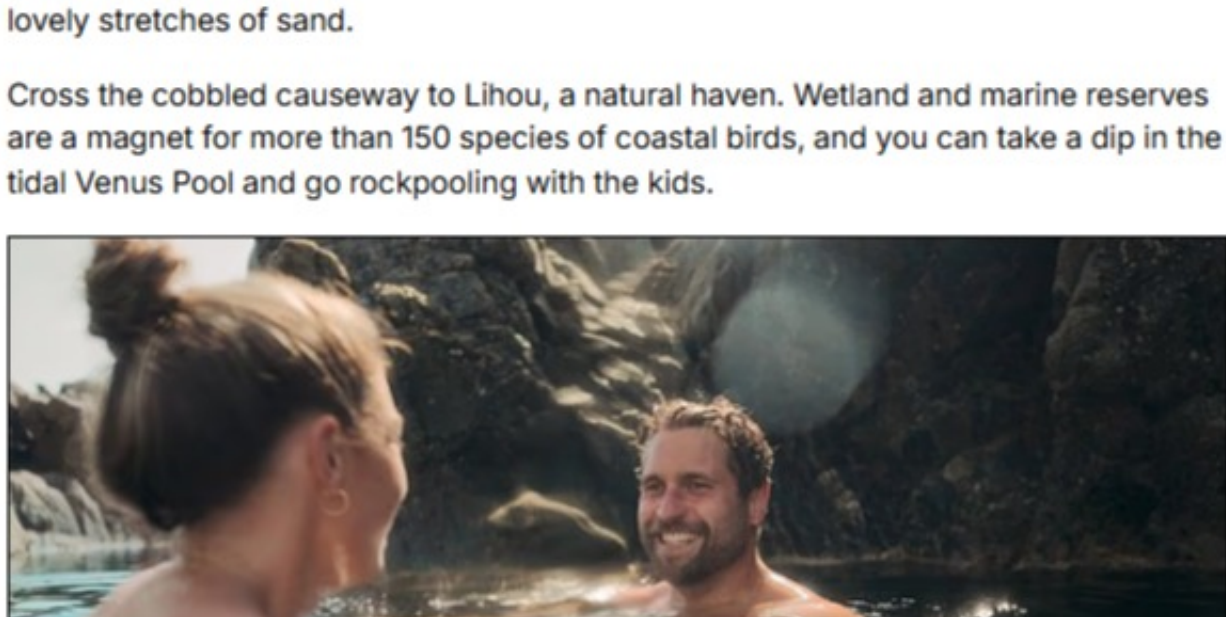 lovely stretches of sand.
Cross the cobbled causeway to Lihou, a natural haven. Wetland and marine reserves
are a magnet for more than 150 species of coastal birds, and you can take a dip in the
tidal Venus Pool and go rockpooling with the kids.